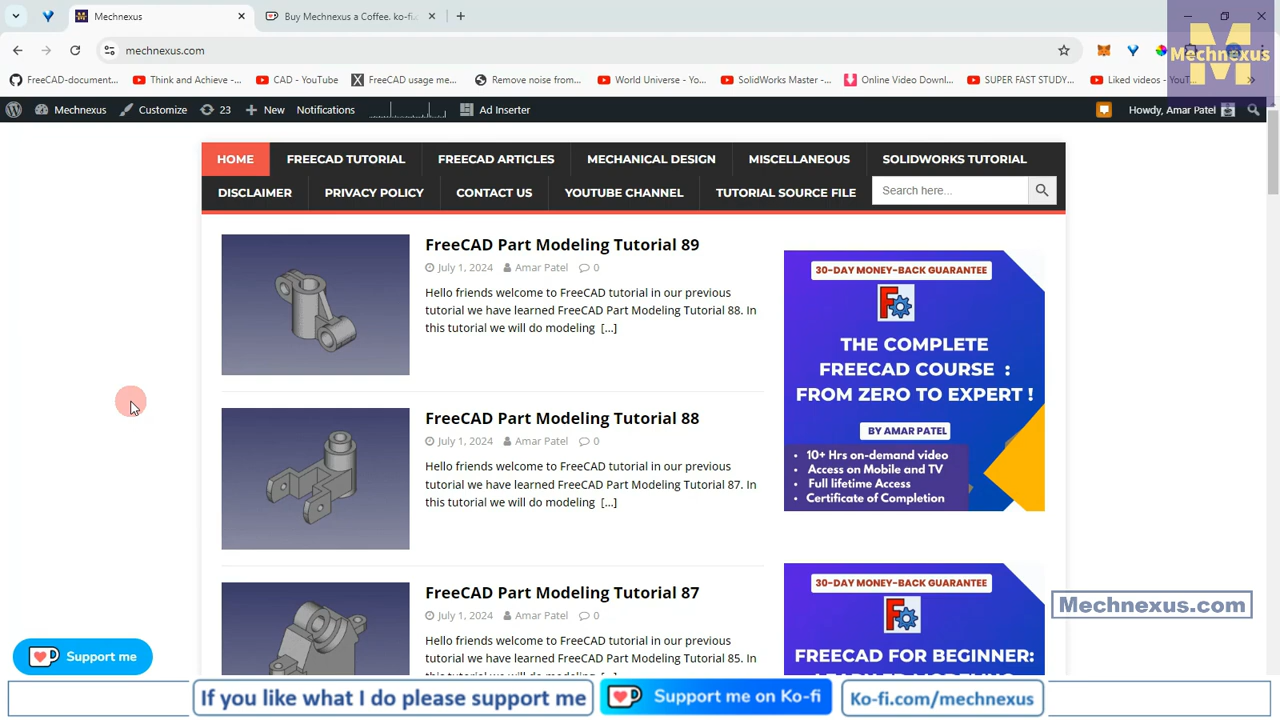 Mechnexus
Buy Mechnexus a Coffee. ko-fi.c
mechnexus.com
FreeCAD-document...
Think and Achieve -...
CAD - YouTube
FreeCAD usage me...
Remove noise from...
World Universe - Yo...
SolidWorks Master -...
Online Video Downl...
SUPER FAST STUDY...
Liked videos - YouT...
Mechnexus
Mechnexus
Customize
23
New
Notifications
Ad Inserter
Howdy, Amar Patel
HOME
FREECAD TUTORIAL
FREECAD ARTICLES
MECHANICAL DESIGN
MISCELLANEOUS
SOLIDWORKS TUTORIAL
DISCLAIMER
PRIVACY POLICY
CONTACT US
YOUTUBE CHANNEL
TUTORIAL SOURCE FILE
Search here...
FreeCAD Part Modeling Tutorial 89
July 1, 2024 Amar Patel 0
Hello friends welcome to FreeCAD tutorial in our previous
tutorial we have learned FreeCAD Part Modeling Tutorial 88. In
this tutorial we will do modeling [...]
FreeCAD Part Modeling Tutorial 88
July 1, 2024 Amar Patel 0
Hello friends welcome to FreeCAD tutorial in our previous
tutorial we have learned FreeCAD Part Modeling Tutorial 87. In
this tutorial we will do modeling [...]
FreeCAD Part Modeling Tutorial 87
July 1, 2024 Amar Patel 0
Hello friends welcome to FreeCAD tutorial in our previous
tutorial we have learned FreeCAD Part Modeling Tutorial 85. In
30-DAY MONEY-BACK GUARANTEE
THE COMPLETE
FREECAD COURSE :
FROM ZERO TO EXPERT !
BY AMAR PATEL
• 10+ Hrs on-demand video
• Access on Mobile and TV
• Full lifetime Access
• Certificate of Completion
30-DAY MONEY-BACK GUARANTEE
FREECAD FOR BEGINNER:
Mechnexus.com
Support me
If you like what I do please support me
Support me on Ko-fi
Ko-fi.com/mechnexus